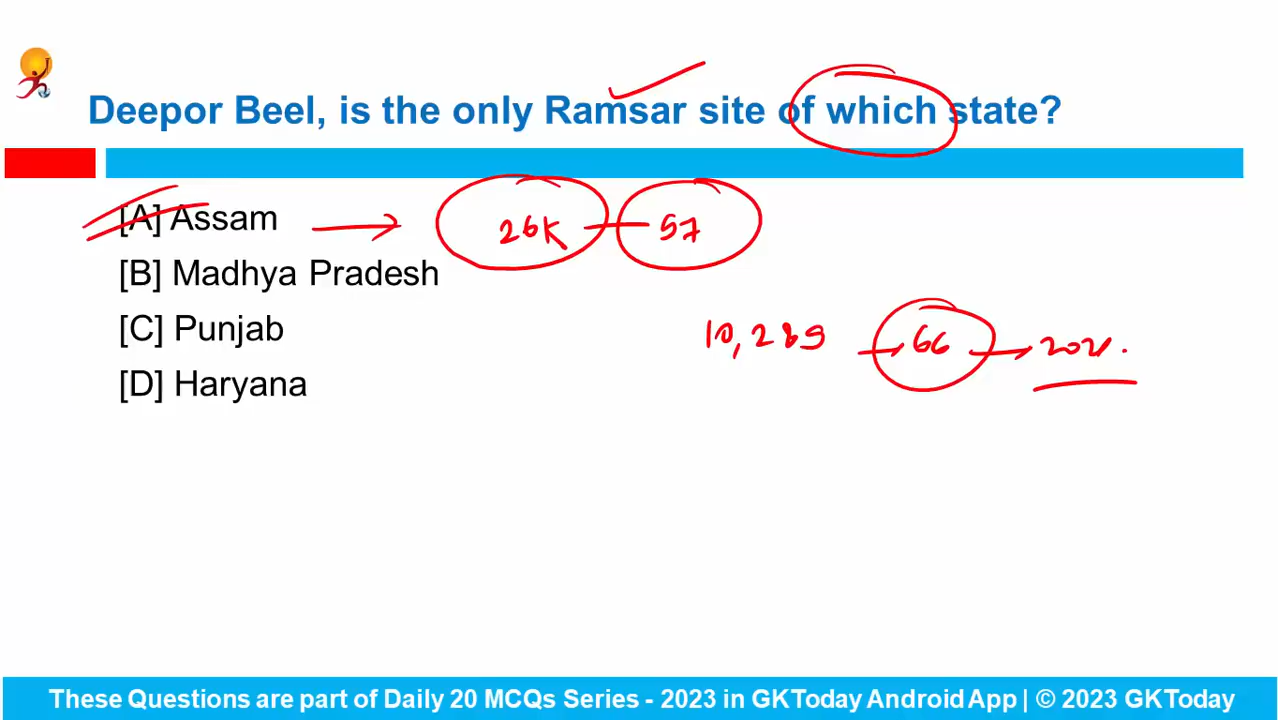 Deepor Beel, is the only Ramsar site of which state?
[A] Assam → 26K — 57
[B] Madhya Pradesh
[C] Punjab
10,289 → 66 → 2021.
[D] Haryana
These Questions are part of Daily 20 MCQs Series - 2023 in GKToday Android App | © 2023 GKToday